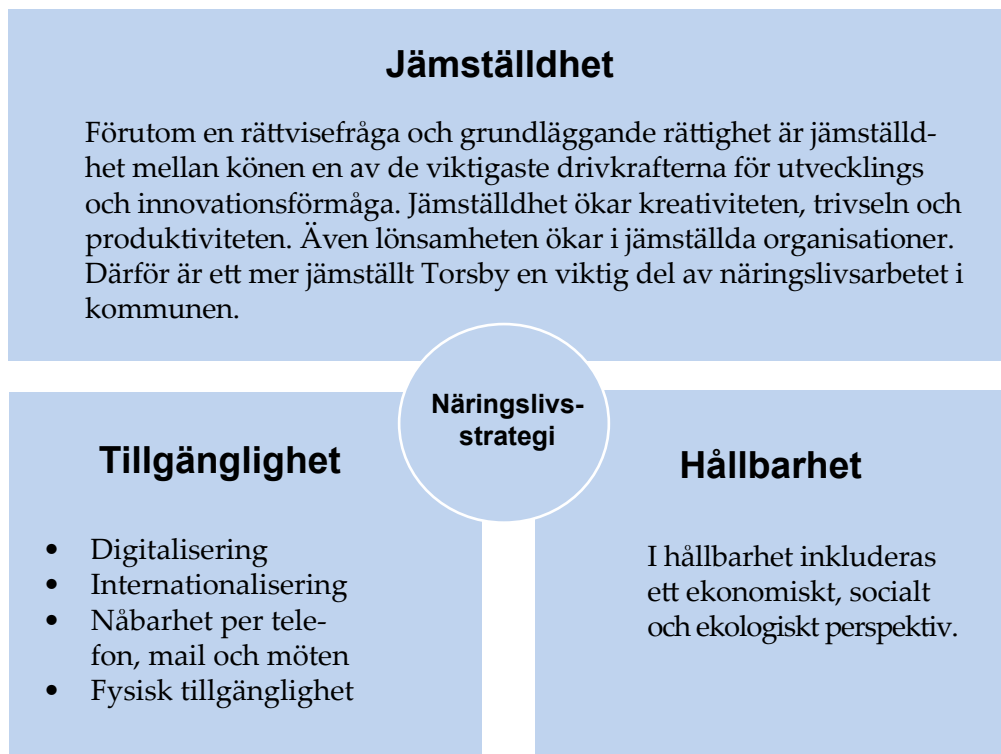 Jämställdhet
Förutom en rättvisefråga och grundläggande rättighet är jämställd-
het mellan könen en av de viktigaste drivkrafterna för utvecklings
och innovationsförmåga. Jämställdhet ökar kreativiteten, trivseln och
produktiviteten. Även lönsamheten ökar i jämställda organisationer.
Därför är ett mer jämställt Torsby en viktig del av näringslivsarbetet i
kommunen.
Näringslivs-
strategi
Tillgänglighet
• Digitalisering
• Internationalisering
• Nåbarhet per tele-
fon, mail och möten
• Fysisk tillgänglighet
Hållbarhet
I hållbarhet inkluderas
ett ekonomiskt, socialt
och ekologiskt perspektiv.